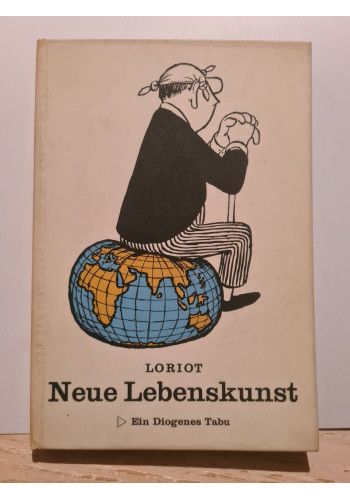 LORIOT
Neue Lebenskunst
Ein Diogenes Tabu